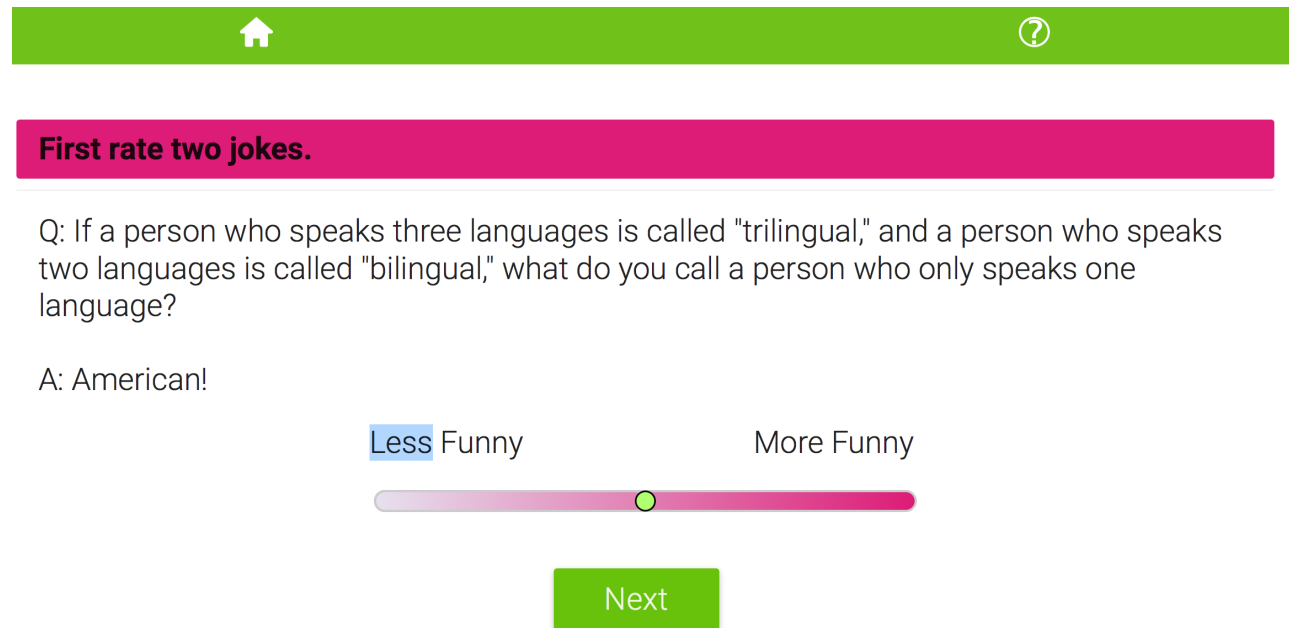 First rate two jokes.
Q: If a person who speaks three languages is called "trilingual," and a person who speaks
two languages is called "bilingual," what do you call a person who only speaks one
language?
A: American!
Less Funny More Funny
Next